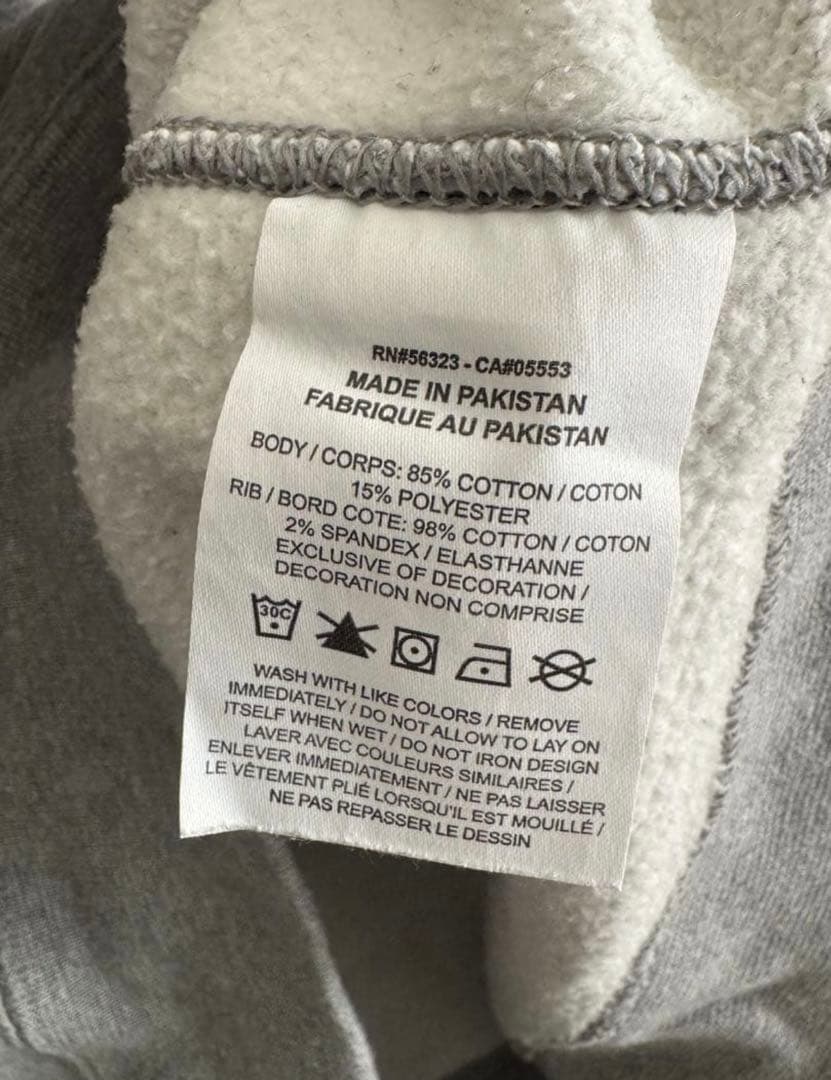 RN#56323 - CA#05553
MADE IN PAKISTAN
FABRIQUE AU PAKISTAN
BODY / CORPS: 85% COTTON / COTON
15% POLYESTER
RIB / BORD COTE: 98% COTTON / COTON
2% SPANDEX / ELASTHANNE
EXCLUSIVE OF DECORATION /
DECORATION NON COMPRISE
30C
WASH WITH LIKE COLORS / REMOVE
IMMEDIATELY / DO NOT ALLOW TO LAY ON
ITSELF WHEN WET / DO NOT IRON DESIGN
LAVER AVEC COULEURS SIMILAIRES /
ENLEVER IMMEDIATEMENT / NE PAS LAISSER
LE VÊTEMENT PLIÉ LORSQU'IL EST MOUILLÉ /
NE PAS REPASSER LE DESSIN